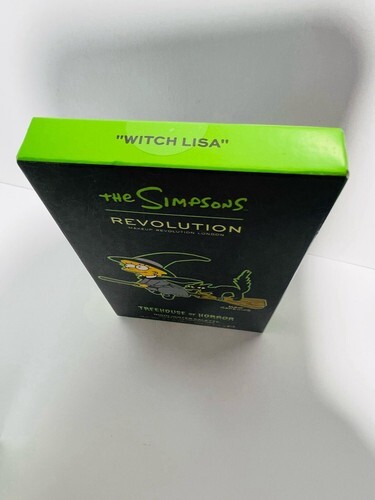 "WITCH LISA"
THE SIMPSONS
REVOLUTION
MAKEUP REVOLUTION LONDON
TREEHOUSE OF HORROR